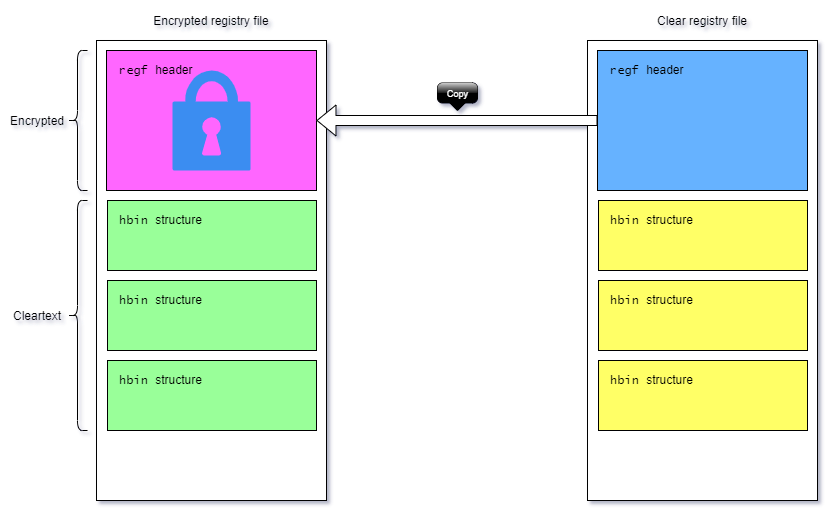 Encrypted registry file
Clear registry file
regf header
regf header
Copy
Encrypted
hbin structure
hbin structure
hbin structure
hbin structure
Cleartext
hbin structure
hbin structure